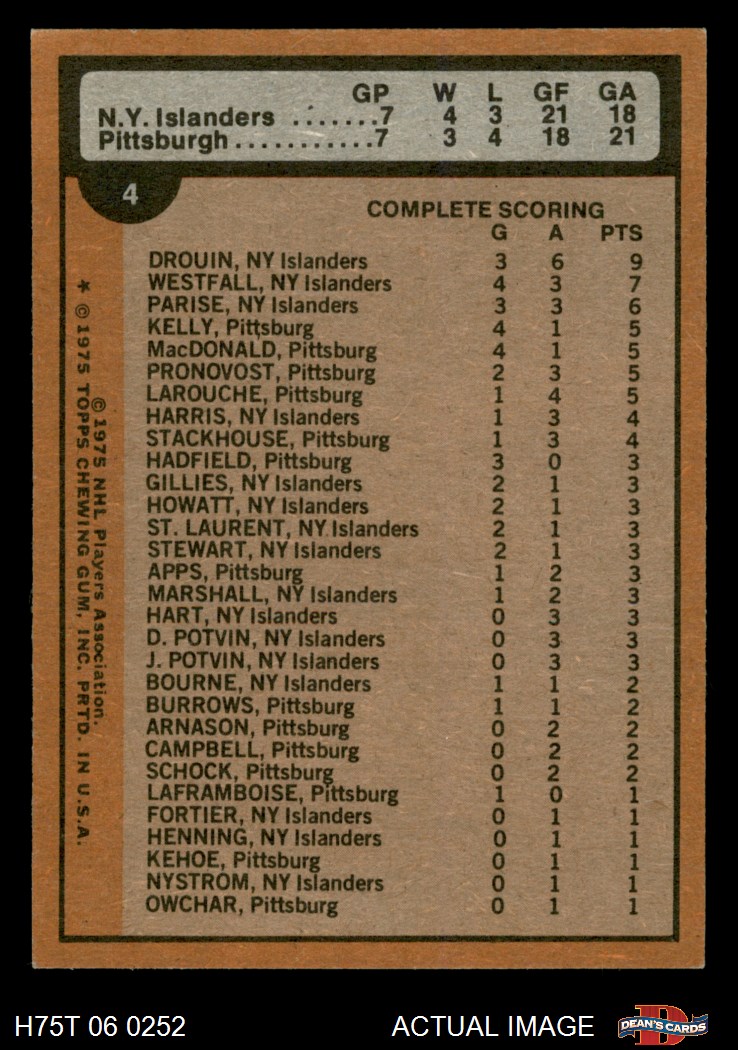 GP W L GF GA
N.Y. Islanders .......7 4 3 21 18
Pittsburgh...........7 3 4 18 21
4
COMPLETE SCORING
G A PTS
DROUIN, NY Islanders 3 6 9
WESTFALL, NY Islanders 4 3 7
PARISE, NY Islanders 3 3 6
KELLY, Pittsburg 4 1 5
MacDONALD, Pittsburg 4 1 5
PRONOVOST, Pittsburg 2 3 5
LAROUCHE, Pittsburg 1 4 5
HARRIS, NY Islanders 1 3 4
STACKHOUSE, Pittsburg 1 3 4
HADFIELD, Pittsburg 3 0 3
GILLIES, NY Islanders 2 1 3
HOWATT, NY Islanders 2 1 3
ST. LAURENT, NY Islanders 2 1 3
STEWART, NY Islanders 2 1 3
APPS, Pittsburg 1 2 3
MARSHALL, NY Islanders 1 2 3
HART, NY Islanders 0 3 3
D. POTVIN, NY Islanders 0 3 3
J. POTVIN, NY Islanders 0 3 3
BOURNE, NY Islanders 1 1 2
BURROWS, Pittsburg 1 1 2
ARNASON, Pittsburg 0 2 2
CAMPBELL, Pittsburg 0 2 2
SCHOCK, Pittsburg 0 2 2
LAFRAMBOISE, Pittsburg 1 0 1
FORTIER, NY Islanders 0 1 1
HENNING, NY Islanders 0 1 1
KEHOE, Pittsburg 0 1 1
NYSTROM, NY Islanders 0 1 1
OWCHAR, Pittsburg 0 1 1
©1975 NHL Players Association.
* ©1975 TOPPS CHEWING GUM, INC. PRTD. IN U.S.A.
H75T 06 0252 ACTUAL IMAGE
D
DEAN'S CARDS